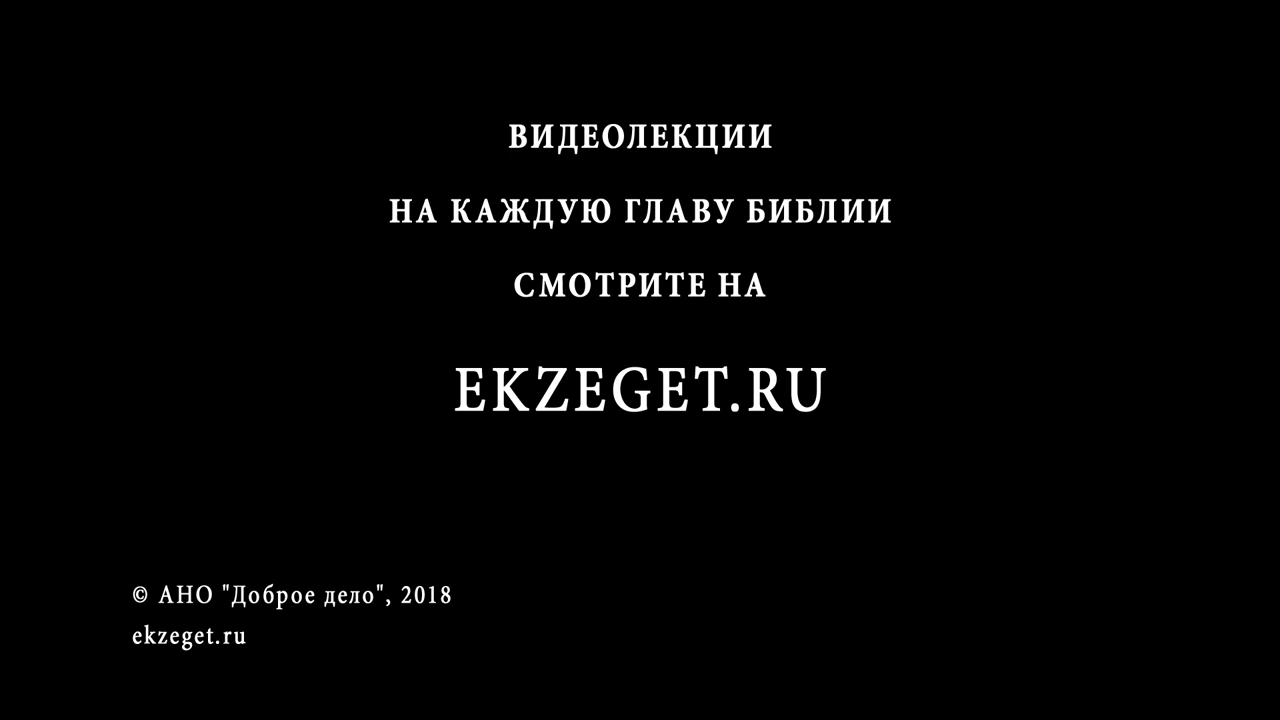 ВИДЕОЛЕКЦИИ
НА КАЖДУЮ ГЛАВУ БИБЛИИ
СМОТРИТЕ НА
EKZEGET.RU
© АНО "Доброе дело", 2018
ekzeget.ru